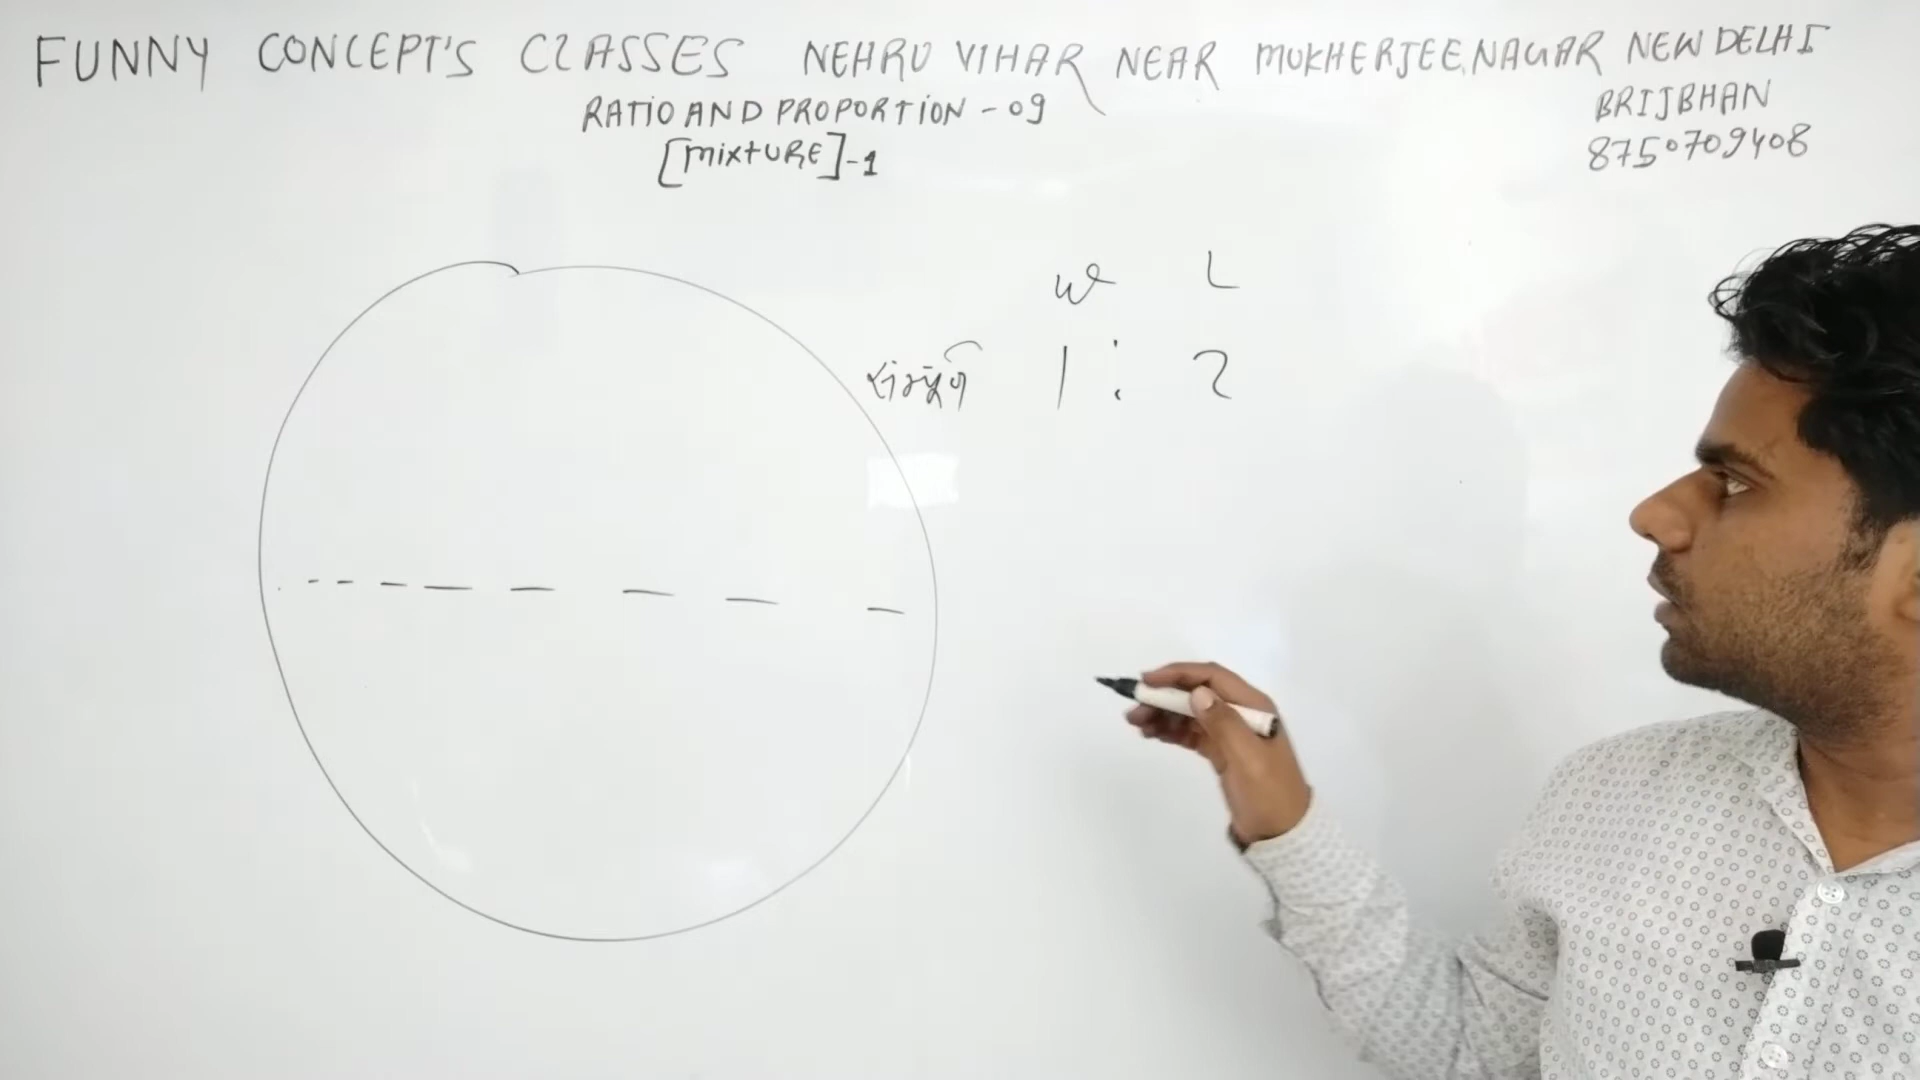 FUNNY CONCEPT'S CLASSES NEHRU VIHAR NEAR MUKHERJEE NAGAR NEW DELHI
RATIO AND PROPORTION - 09
[MIXTURE]-1
BRIJBHAN
8750709408
W L
सम्पूर्ण 1 : 2